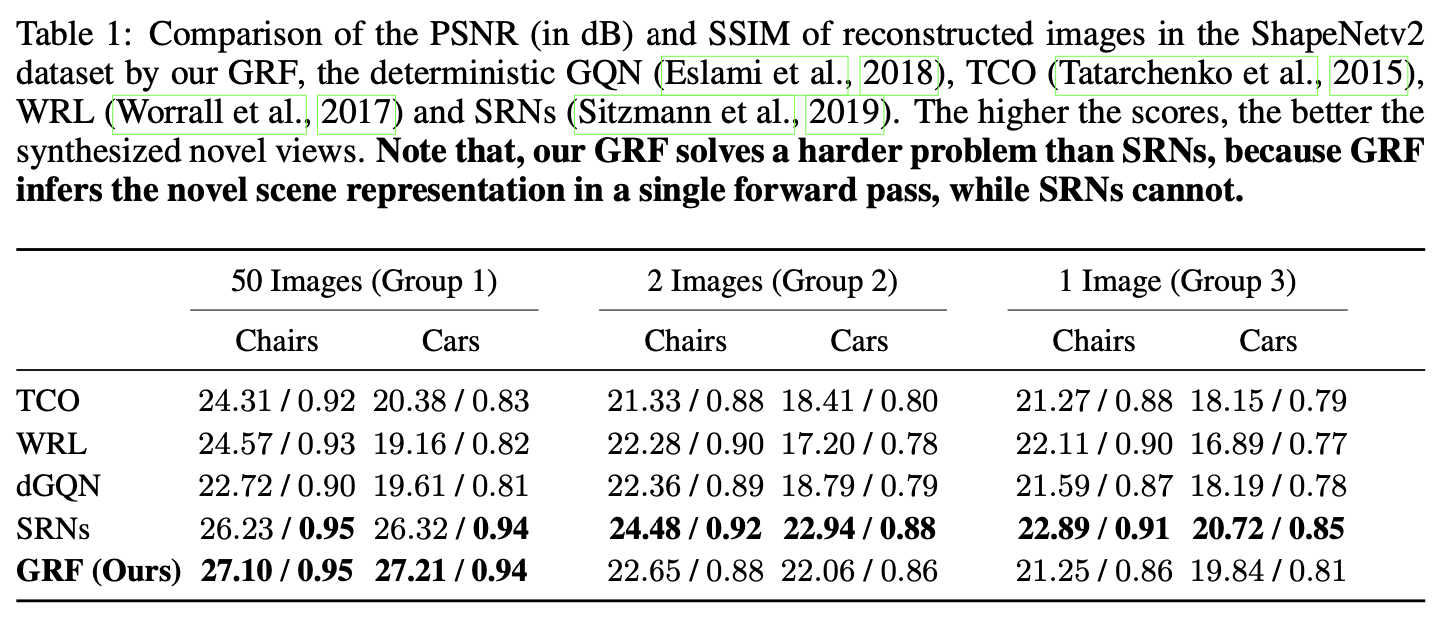 Table 1: Comparison of the PSNR (in dB) and SSIM of reconstructed images in the ShapeNetv2
dataset by our GRF, the deterministic GQN (Eslami et al., 2018), TCO (Tatarchenko et al., 2015),
WRL (Worrall et al., 2017) and SRNs (Sitzmann et al., 2019). The higher the scores, the better the
synthesized novel views. Note that, our GRF solves a harder problem than SRNs, because GRF
infers the novel scene representation in a single forward pass, while SRNs cannot.
50 Images (Group 1) 2 Images (Group 2) 1 Image (Group 3)
Chairs Cars Chairs Cars Chairs Cars
TCO 24.31 / 0.92 20.38 / 0.83 21.33 / 0.88 18.41 / 0.80 21.27 / 0.88 18.15 / 0.79
WRL 24.57 / 0.93 19.16 / 0.82 22.28 / 0.90 17.20 / 0.78 22.11 / 0.90 16.89 / 0.77
dGQN 22.72 / 0.90 19.61 / 0.81 22.36 / 0.89 18.79 / 0.79 21.59 / 0.87 18.19 / 0.78
SRNs 26.23 / 0.95 26.32 / 0.94 24.48 / 0.92 22.94 / 0.88 22.89 / 0.91 20.72 / 0.85
GRF (Ours) 27.10 / 0.95 27.21 / 0.94 22.65 / 0.88 22.06 / 0.86 21.25 / 0.86 19.84 / 0.81